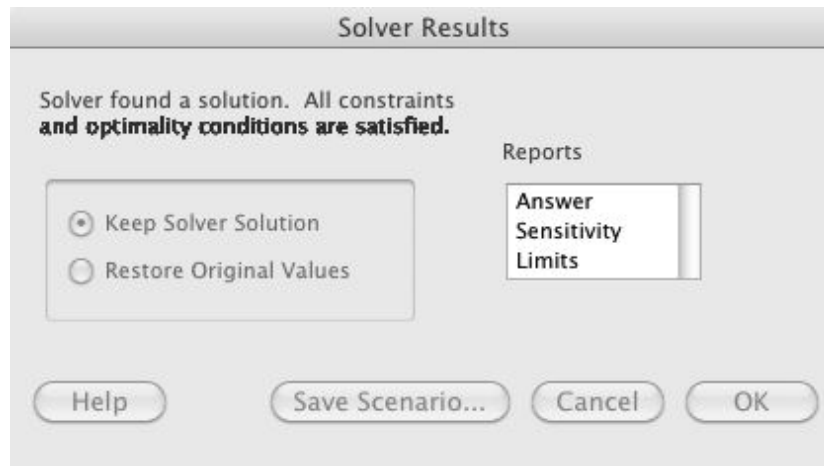 Solver Results
Solver found a solution. All constraints
and optimality conditions are satisfied.
Reports
Keep Solver Solution
Restore Original Values
Answer
Sensitivity
Limits
Help
Save Scenario...
Cancel
OK